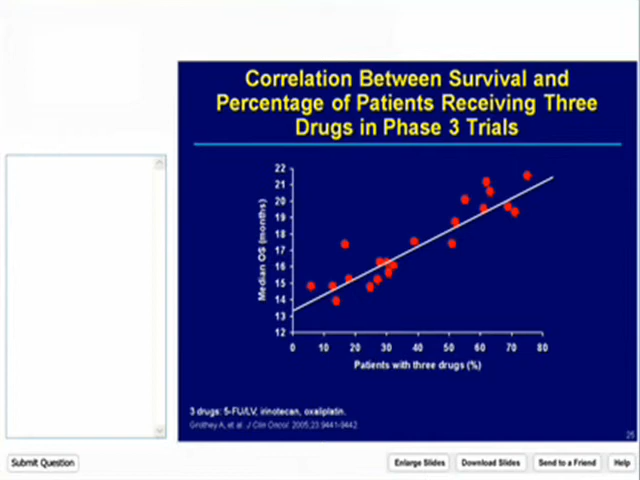 Correlation Between Survival and
Percentage of Patients Receiving Three
Drugs in Phase 3 Trials
22
21
20
19
18
17
16
15
14
13
12
Median OS (months)
0 10 20 30 40 50 60 70 80
Patients with three drugs (%)
3 drugs: 5-FU/LV, irinotecan, oxaliplatin.
Grothey A, et al. J Clin Oncol. 2005;23:9441-9442.
25
Submit Question
Enlarge Slides
Download Slides
Send to a Friend
Help